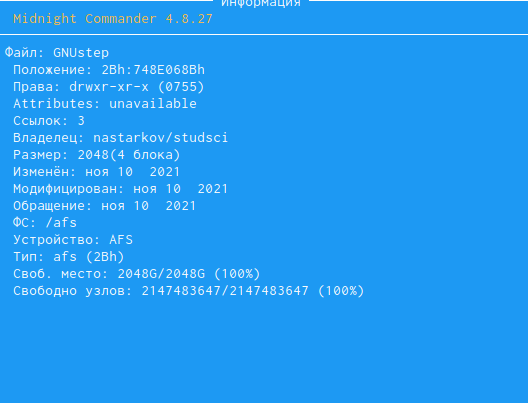 Информация
Midnight Commander 4.8.27
Файл: GNUstep
Положение: 2Bh:748E068Bh
Права: drwxr-xr-x (0755)
Attributes: unavailable
Ссылок: 3
Владелец: nastarkov/studsci
Размер: 2048(4 блока)
Изменён: ноя 10  2021
Модифицирован: ноя 10  2021
Обращение: ноя 10  2021
ФС: /afs
Устройство: AFS
Тип: afs (2Bh)
Своб. место: 2048G/2048G (100%)
Свободно узлов: 2147483647/2147483647 (100%)